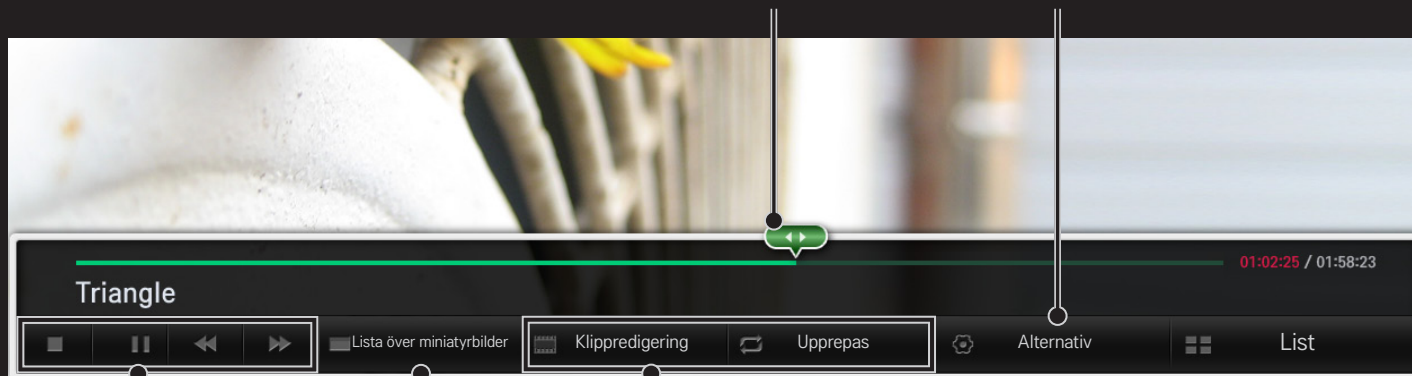 01:02:25 / 01:58:23
Triangle
Lista över miniatyrbilder Klippredigering Upprepas Alternativ List